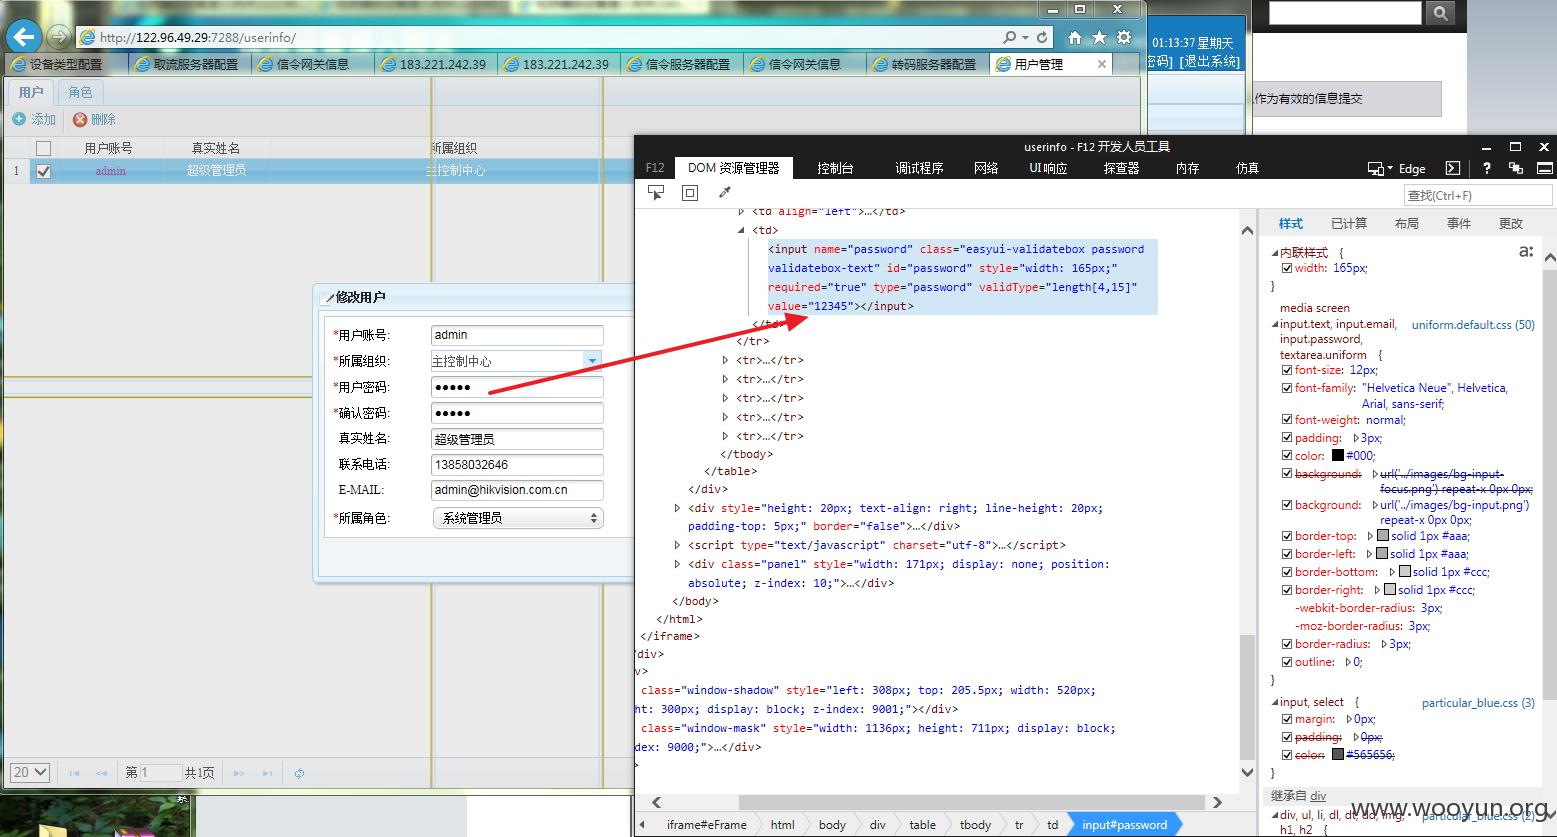 http://122.96.49.29:7288/userinfo/
01:13:37 星期天
密码] [退出系统]
设备类型配置
取流服务器配置
信令网关信息
183.221.242.39
183.221.242.39
信令服务器配置
信令网关信息
转码服务器配置
用户管理
作为有效的信息提交
用户
角色
添加
删除
用户账号 真实姓名 所属组织
1 admin 超级管理员 主控制中心
修改用户
*用户账号: admin
*所属组织: 主控制中心
*用户密码: ●●●●●
*确认密码: ●●●●●
真实姓名: 超级管理员
联系电话: 13858032646
E-MAIL: admin@hikvision.com.cn
*所属角色: 系统管理员
20 第 1 共1页
userinfo - F12 开发人员工具
F12 DOM 资源管理器 控制台 调试程序 网络 UI 响应 探查器 内存 仿真 Edge ?
查找(Ctrl+F)
<td align="left">…</td>
<td>
<input name="password" class="easyui-validatebox password
validatebox-text" id="password" style="width: 165px;"
required="true" type="password" validType="length[4,15]"
value="12345"></input>
</td>
</tr>
<tr>…</tr>
<tr>…</tr>
<tr>…</tr>
<tr>…</tr>
<tr>…</tr>
</tbody>
</table>
</div>
<div style="height: 20px; text-align: right; line-height: 20px;
padding-top: 5px;" border="false">…</div>
<script type="text/javascript" charset="utf-8">…</script>
<div class="panel" style="width: 171px; display: none; position:
absolute; z-index: 10;">…</div>
</body>
</html>
</iframe>
/div>
v>
class="window-shadow" style="left: 308px; top: 205.5px; width: 520px;
ht: 300px; display: block; z-index: 9001;"></div>
class="window-mask" style="width: 1136px; height: 711px; display: block;
dex: 9000;">…</div>
>
iframe#eFrame html body div table tbody tr td input#password
样式 已计算 布局 事件 更改
a:
内联样式 {
width: 165px;
}
media screen
input.text, input.email, uniform.default.css (50)
input.password,
textarea.uniform {
font-size: 12px;
font-family: "Helvetica Neue", Helvetica,
Arial, sans-serif;
font-weight: normal;
padding: 3px;
color: #000;
background: url('../images/bg-input-
focus.png') repeat-x 0px 0px;
background: url('../images/bg-input.png')
repeat-x 0px 0px;
border-top: solid 1px #aaa;
border-left: solid 1px #aaa;
border-bottom: solid 1px #ccc;
border-right: solid 1px #ccc;
-webkit-border-radius: 3px;
-moz-border-radius: 3px;
border-radius: 3px;
outline: 0;
}
input, select { particular_blue.css (3)
margin: 0px;
padding: 0px;
color: #565656;
}
继承自 div
www.wooyun.org
div, ul, li, dl, dt, dd, img, particular_blue.css (2)
h1, h2 {